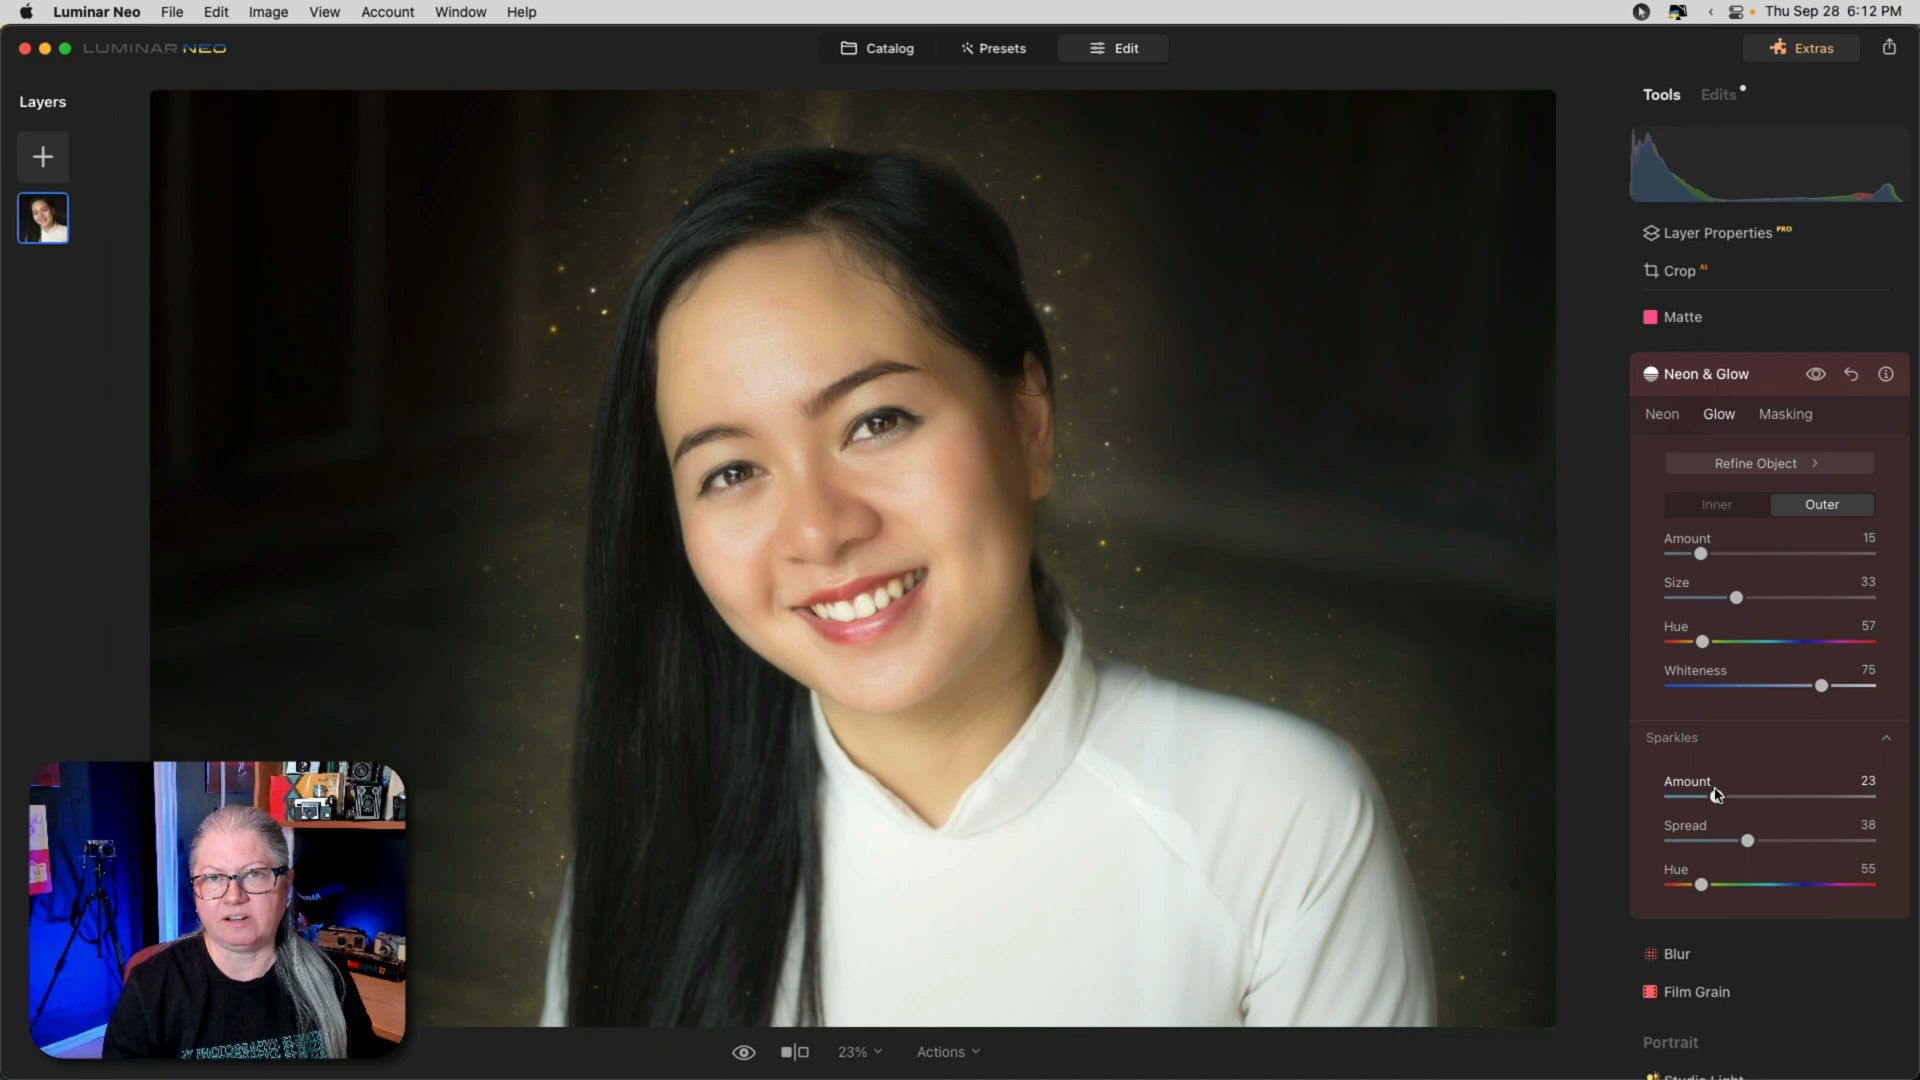 Luminar Neo File Edit Image View Account Window Help Thu Sep 28 6:12 PM
LUMINAR NEO Catalog Presets Edit Extras
Layers
Tools Edits
Layer Properties PRO
Crop AI
Matte
Neon & Glow
Neon Glow Masking
Refine Object
Inner Outer
Amount 15
Size 33
Hue 57
Whiteness 75
Sparkles
Amount 23
Spread 38
Hue 55
Blur
Film Grain
Portrait
Studio Light
23% Actions